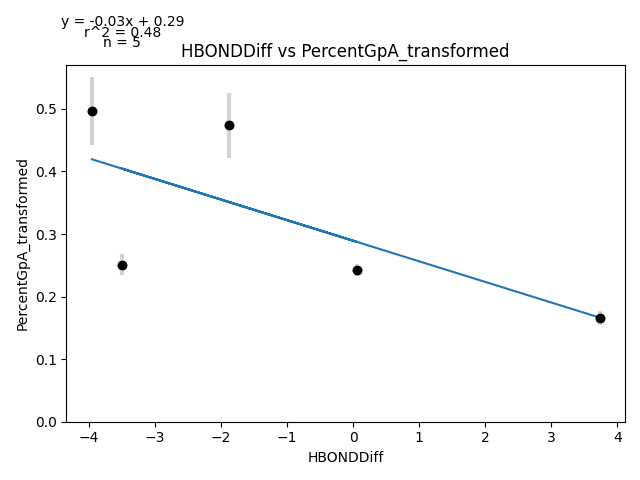 y = -0.03x + 0.29
r^2 = 0.48
n = 5
HBONDDiff vs PercentGpA_transformed
PercentGpA_transformed
0.5
0.4
0.3
0.2
0.1
0.0
−4 −3 −2 −1 0 1 2 3 4
HBONDDiff